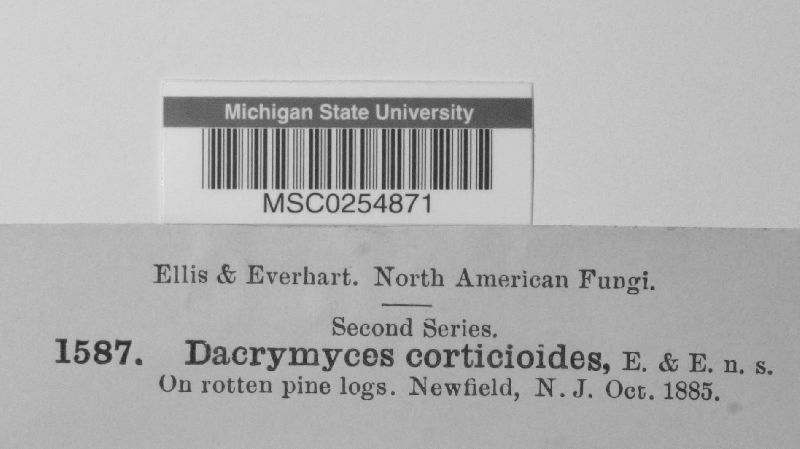 Michigan State University
MSC0254871
Ellis & Everhart. North American Fungi.
Second Series.
1587. Dacrymyces corticioides, E. & E. n. s.
On rotten pine logs. Newfield, N. J. Oct. 1885.